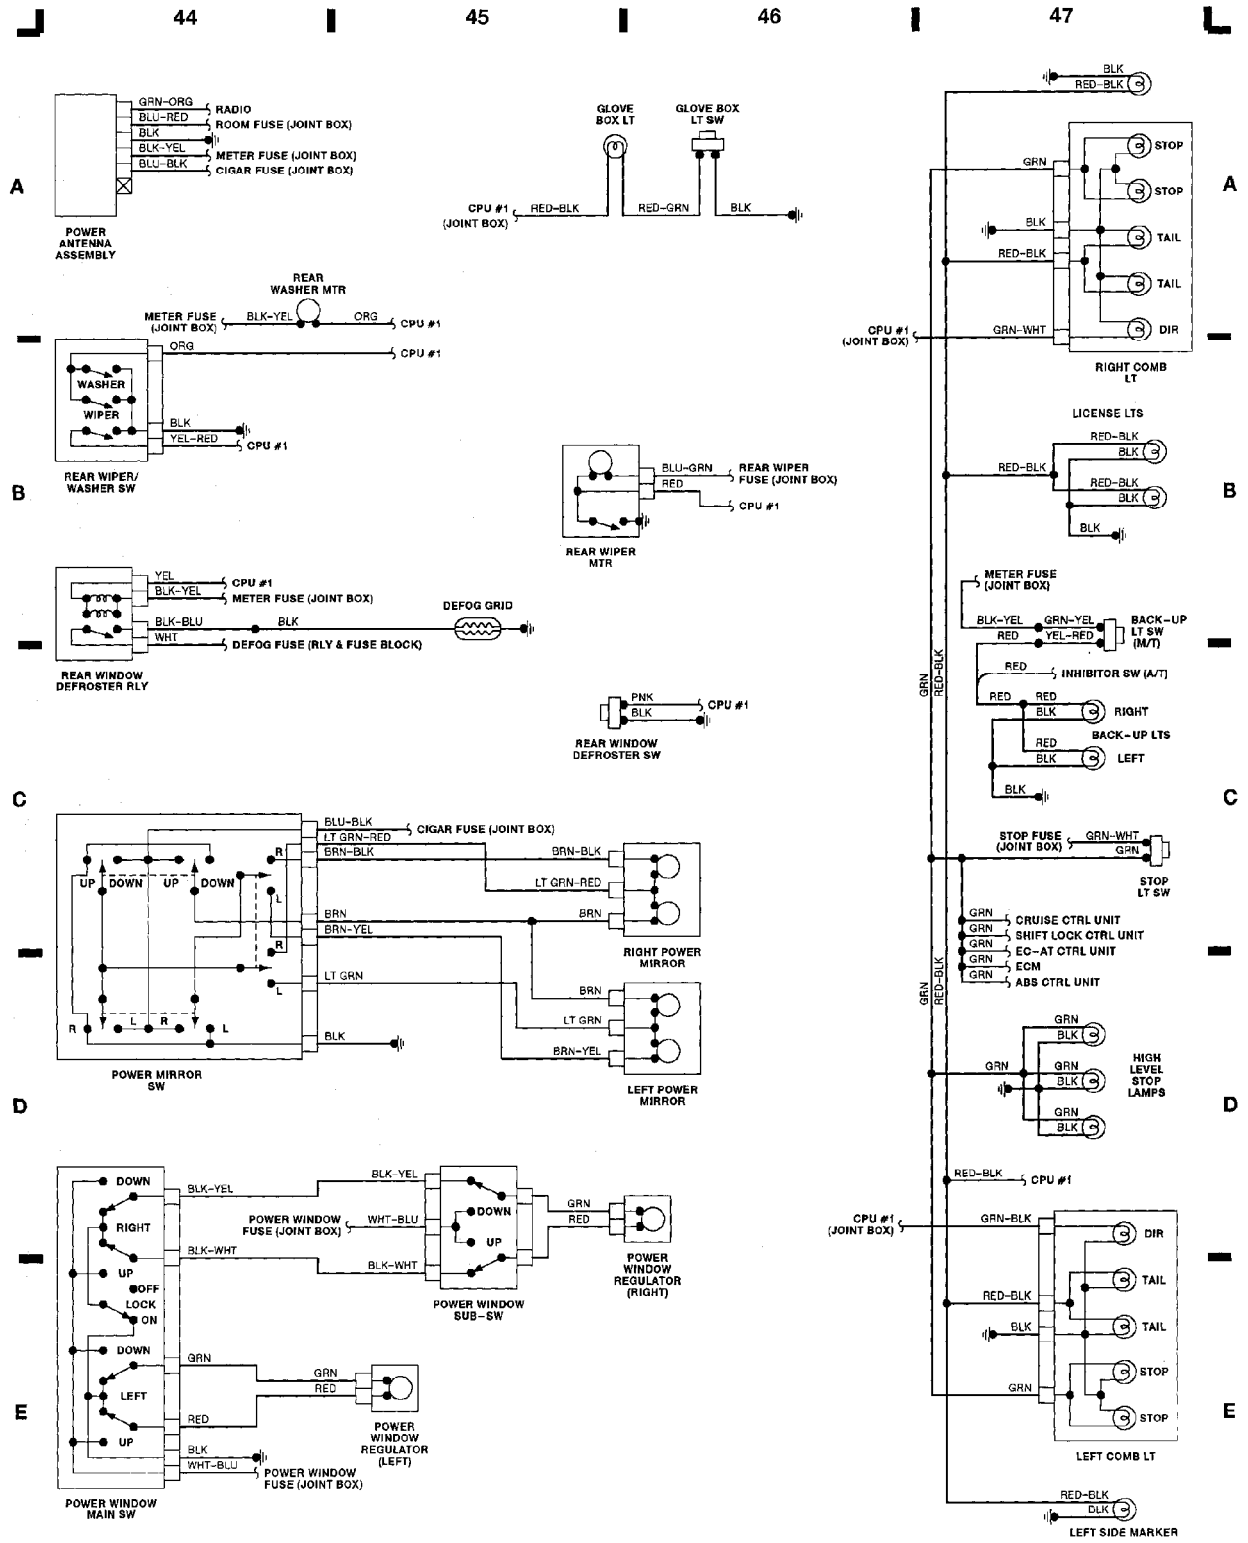 44
45
46
47
A
A
B
B
C
C
D
D
E
E
GRN-ORG
RADIO
BLU-RED
ROOM FUSE (JOINT BOX)
BLK
BLK-YEL
METER FUSE (JOINT BOX)
BLU-BLK
CIGAR FUSE (JOINT BOX)
POWER
ANTENNA
ASSEMBLY
GLOVE
BOX LT
GLOVE BOX
LT SW
CPU #1
(JOINT BOX)
RED-BLK
RED-GRN
BLK
REAR
WASHER MTR
METER FUSE
(JOINT BOX)
BLK-YEL
ORG
CPU #1
ORG
CPU #1
WASHER
WIPER
BLK
YEL-RED
CPU #1
REAR WIPER/
WASHER SW
BLU-GRN
REAR WIPER
FUSE (JOINT BOX)
RED
CPU #1
REAR WIPER
MTR
YEL
CPU #1
BLK-YEL
METER FUSE (JOINT BOX)
BLK-BLU
BLK
DEFOG GRID
WHT
DEFOG FUSE (RLY & FUSE BLOCK)
REAR WINDOW
DEFROSTER RLY
PNK
CPU #1
BLK
REAR WINDOW
DEFROSTER SW
BLU-BLK
CIGAR FUSE (JOINT BOX)
LT GRN-RED
BRN-BLK
BRN-BLK
R
UP
DOWN
UP
DOWN
L
LT GRN-RED
BRN
BRN
BRN-YEL
R
RIGHT POWER
MIRROR
LT GRN
L
BRN
R
L
R
L
LT GRN
BLK
BRN-YEL
POWER MIRROR
SW
LEFT POWER
MIRROR
DOWN
BLK-YEL
BLK-YEL
RIGHT
POWER WINDOW
FUSE (JOINT BOX)
WHT-BLU
DOWN
GRN
RED
UP
BLK-WHT
BLK-WHT
UP
OFF
LOCK
ON
POWER WINDOW
SUB-SW
POWER
WINDOW
REGULATOR
(RIGHT)
DOWN
GRN
GRN
LEFT
RED
RED
UP
POWER
WINDOW
REGULATOR
(LEFT)
BLK
WHT-BLU
POWER WINDOW
FUSE (JOINT BOX)
POWER WINDOW
MAIN SW
BLK
RED-BLK
STOP
GRN
STOP
BLK
TAIL
RED-BLK
TAIL
CPU #1
(JOINT BOX)
GRN-WHT
DIR
RIGHT COMB
LT
LICENSE LTS
RED-BLK
BLK
RED-BLK
RED-BLK
BLK
BLK
METER FUSE
(JOINT BOX)
BLK-YEL
GRN-YEL
BACK-UP
LT SW
(M/T)
RED
YEL-RED
RED
INHIBITOR SW (A/T)
GRN
RED-BLK
RED
RED
BLK
RIGHT
BACK-UP LTS
RED
BLK
LEFT
BLK
STOP FUSE
(JOINT BOX)
GRN-WHT
GRN
STOP
LT SW
GRN
CRUISE CTRL UNIT
GRN
SHIFT LOCK CTRL UNIT
GRN
EC-AT CTRL UNIT
GRN
ECM
GRN
ABS CTRL UNIT
GRN
RED-BLK
GRN
BLK
GRN
GRN
BLK
GRN
BLK
HIGH
LEVEL
STOP
LAMPS
RED-BLK
CPU #1
CPU #1
(JOINT BOX)
GRN-BLK
DIR
TAIL
RED-BLK
BLK
TAIL
STOP
GRN
STOP
LEFT COMB LT
RED-BLK
BLK
LEFT SIDE MARKER